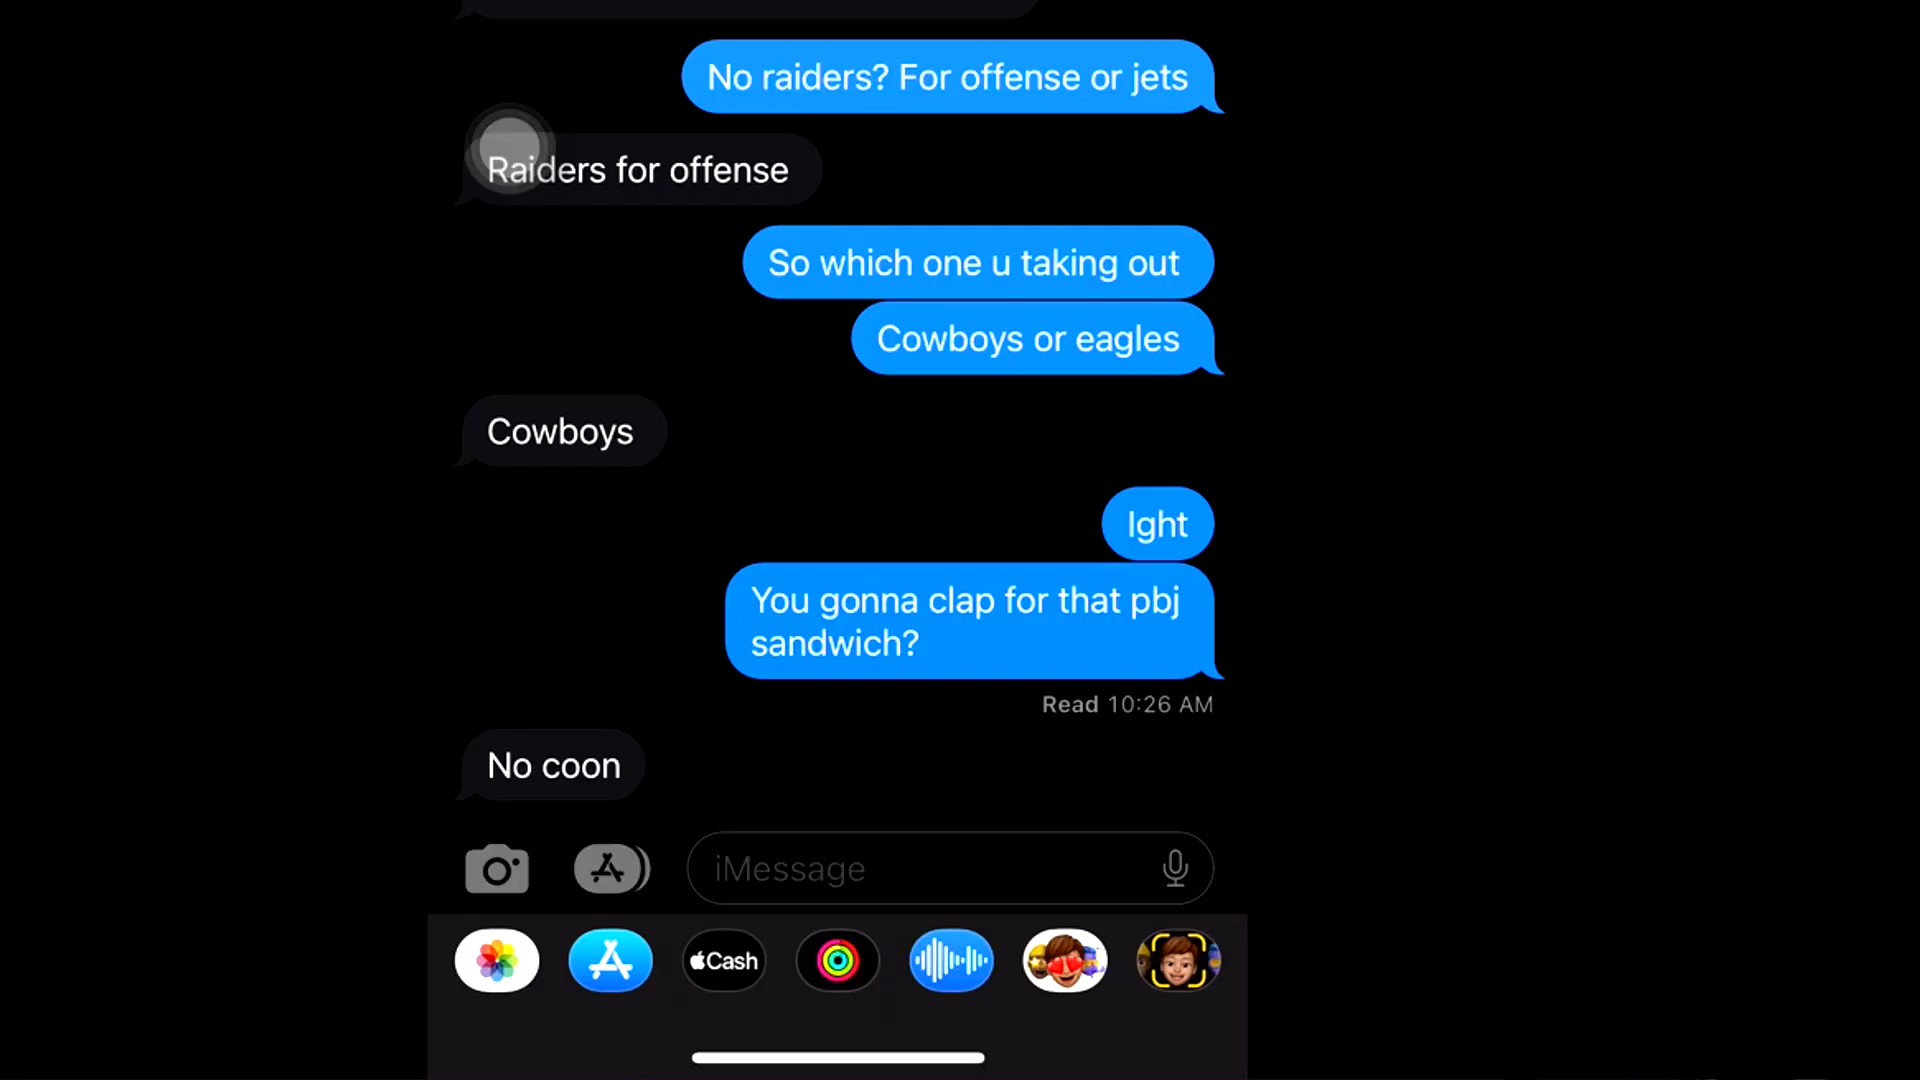 No raiders? For offense or jets
Raiders for offense
So which one u taking out
Cowboys or eagles
Cowboys
Ight
You gonna clap for that pbj
sandwich?
Read 10:26 AM
No coon
iMessage
Cash